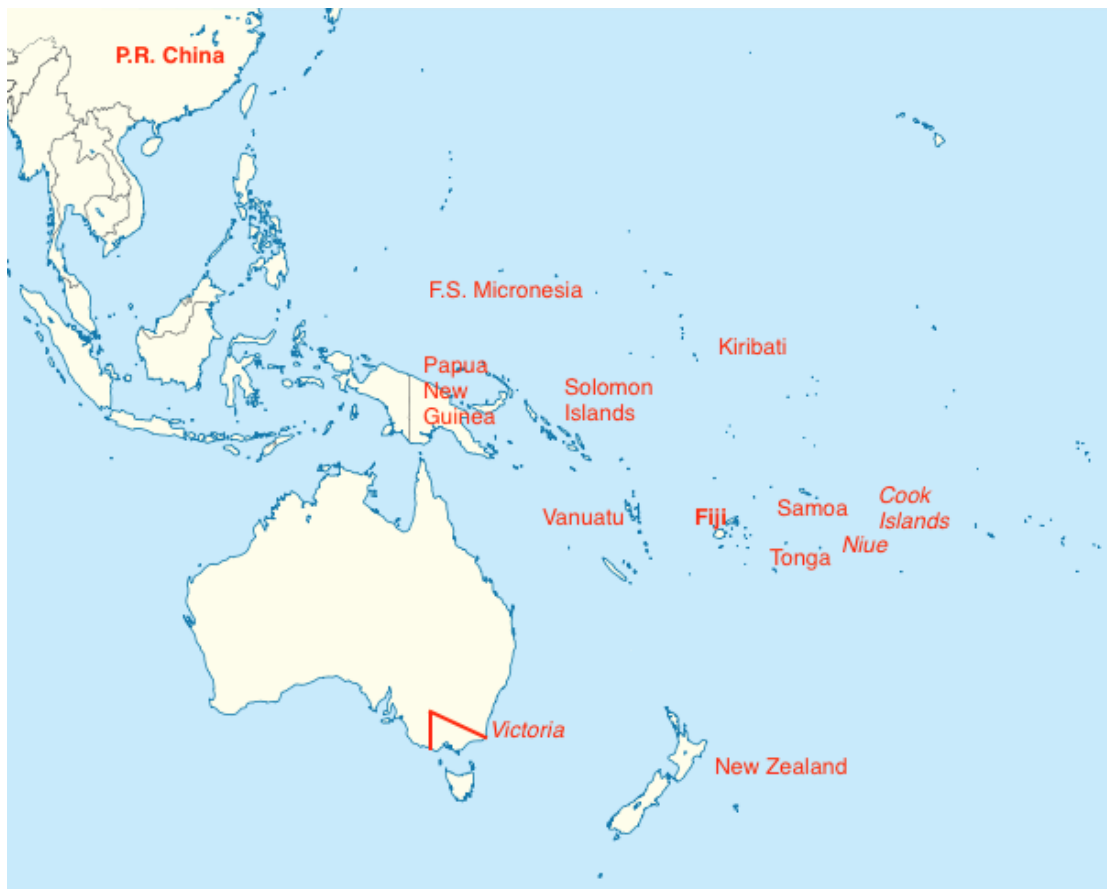 P.R. China
F.S. Micronesia
Kiribati
Papua
New
Guinea
Solomon
Islands
Vanuatu
Fiji
Samoa
Cook
Islands
Niue
Tonga
Victoria
New Zealand